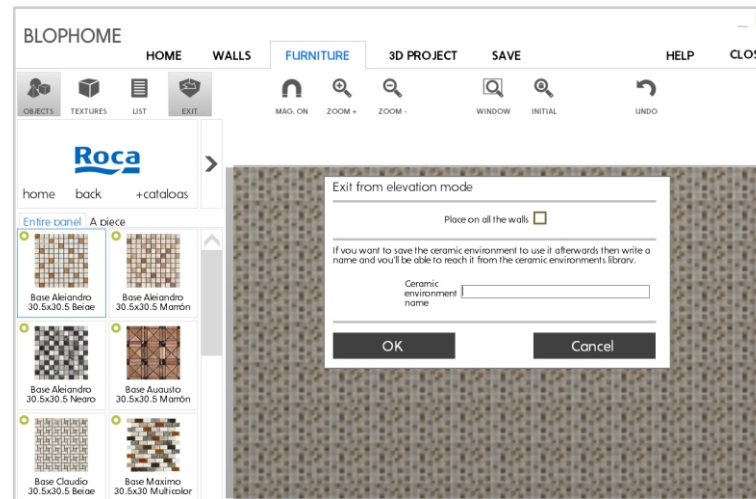 BLOPHOME
HOME WALLS FURNITURE 3D PROJECT SAVE HELP CLOS
OBJECTS TEXTURES LIST EXIT MAG. ON ZOOM + ZOOM - WINDOW INITIAL UNDO
Roca
home back +catalogs
Entire panel A piece
Base Alejandro
30.5x30.5 Beige
Base Alejandro
30.5x30.5 Marrón
Base Alejandro
30.5x30.5 Negro
Base Augusto
30.5x30.5 Marrón
Base Claudio
30.5x30.5 Beige
Base Maximo
30.5x30 Multicolor
Exit from elevation mode
Place on all the walls
If you want to save the ceramic environment to use it afterwards then write a
name and you'll be able to reach it from the ceramic environments library.
Ceramic
environment
name
OK Cancel